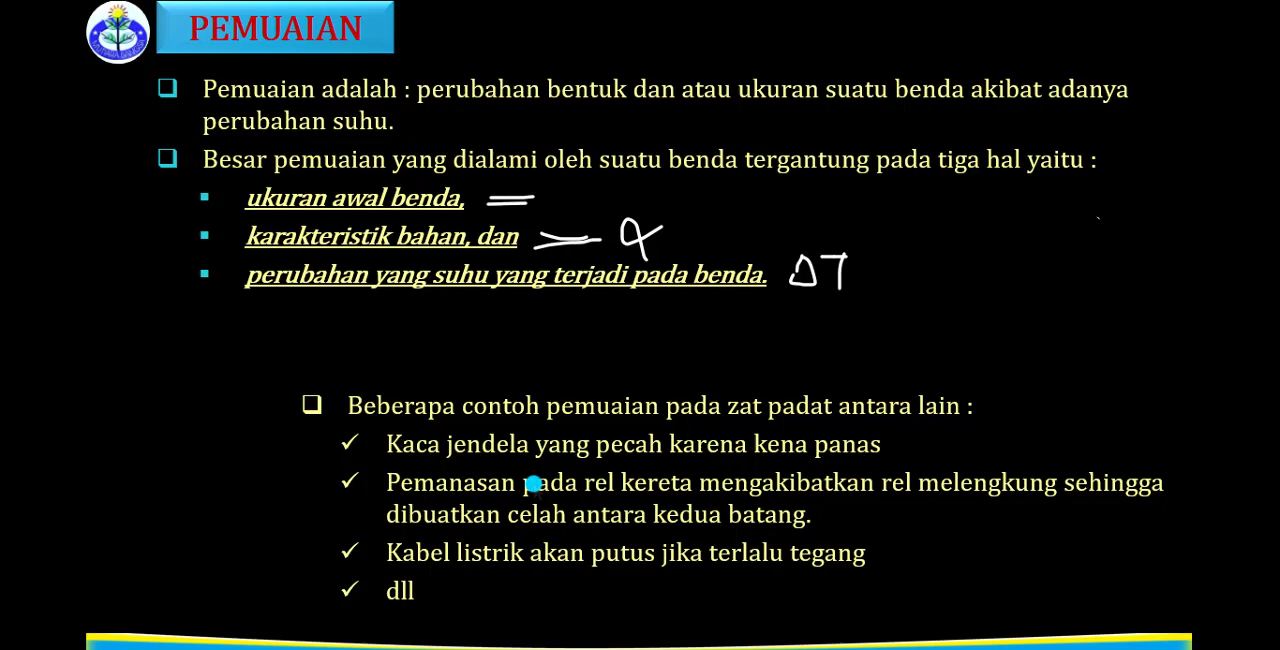 PEMUAIAN
Pemuaian adalah : perubahan bentuk dan atau ukuran suatu benda akibat adanya
perubahan suhu.
Besar pemuaian yang dialami oleh suatu benda tergantung pada tiga hal yaitu :
ukuran awal benda,
karakteristik bahan, dan α
perubahan yang suhu yang terjadi pada benda. ΔT
Beberapa contoh pemuaian pada zat padat antara lain :
Kaca jendela yang pecah karena kena panas
Pemanasan pada rel kereta mengakibatkan rel melengkung sehingga
dibuatkan celah antara kedua batang.
Kabel listrik akan putus jika terlalu tegang
dll